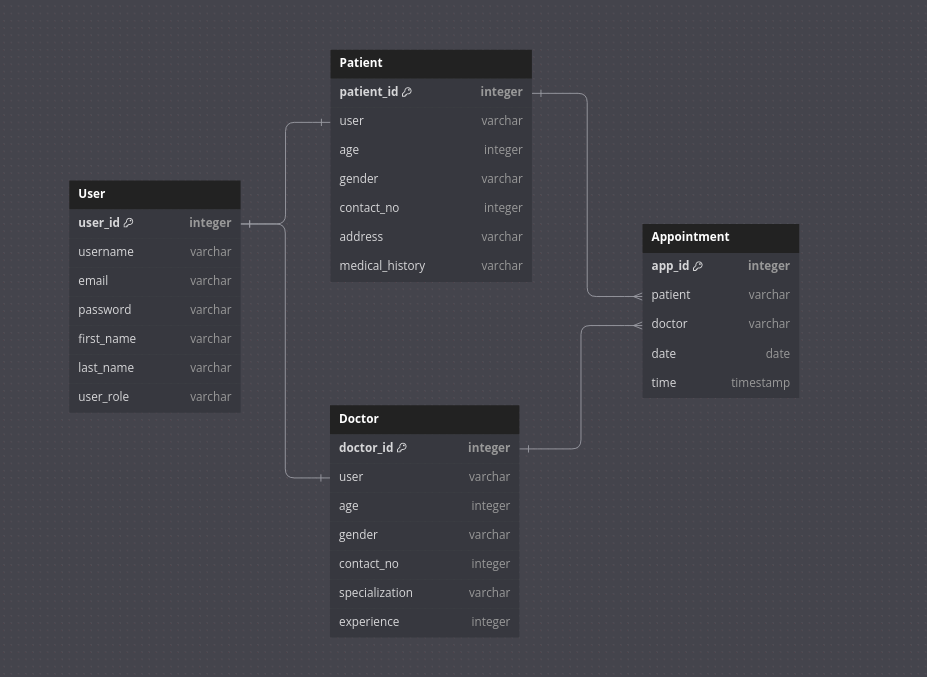 User
user_id integer
username varchar
email varchar
password varchar
first_name varchar
last_name varchar
user_role varchar
Patient
patient_id integer
user varchar
age integer
gender varchar
contact_no integer
address varchar
medical_history varchar
Doctor
doctor_id integer
user varchar
age integer
gender varchar
contact_no integer
specialization varchar
experience integer
Appointment
app_id integer
patient varchar
doctor varchar
date date
time timestamp